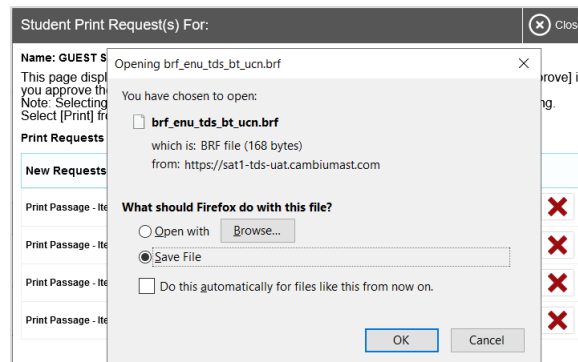 Student Print Request(s) For:
Clos
Name: GUEST S
This page displ
prove] i
you approve the
Note: Selecting
ng.
Select [Print] fr
Print Requests
New Requests
Print Passage - Ite
Print Passage - Ite
Print Passage - Ite
Print Passage - Ite
Opening brf_enu_tds_bt_ucn.brf
You have chosen to open:
brf_enu_tds_bt_ucn.brf
which is: BRF file (168 bytes)
from: https://sat1-tds-uat.cambiumast.com
What should Firefox do with this file?
Open with
Browse...
Save File
Do this automatically for files like this from now on.
OK
Cancel